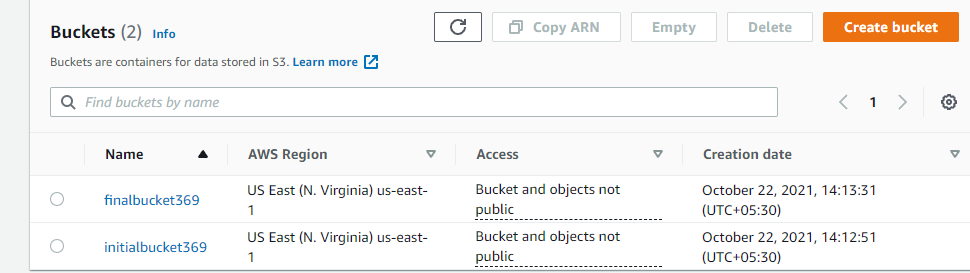 Buckets (2) Info
Copy ARN
Empty
Delete
Create bucket
Buckets are containers for data stored in S3. Learn more
Find buckets by name
1
Name AWS Region Access Creation date
finalbucket369 US East (N. Virginia) us-east-1 Bucket and objects not public October 22, 2021, 14:13:31 (UTC+05:30)
initialbucket369 US East (N. Virginia) us-east-1 Bucket and objects not public October 22, 2021, 14:12:51 (UTC+05:30)